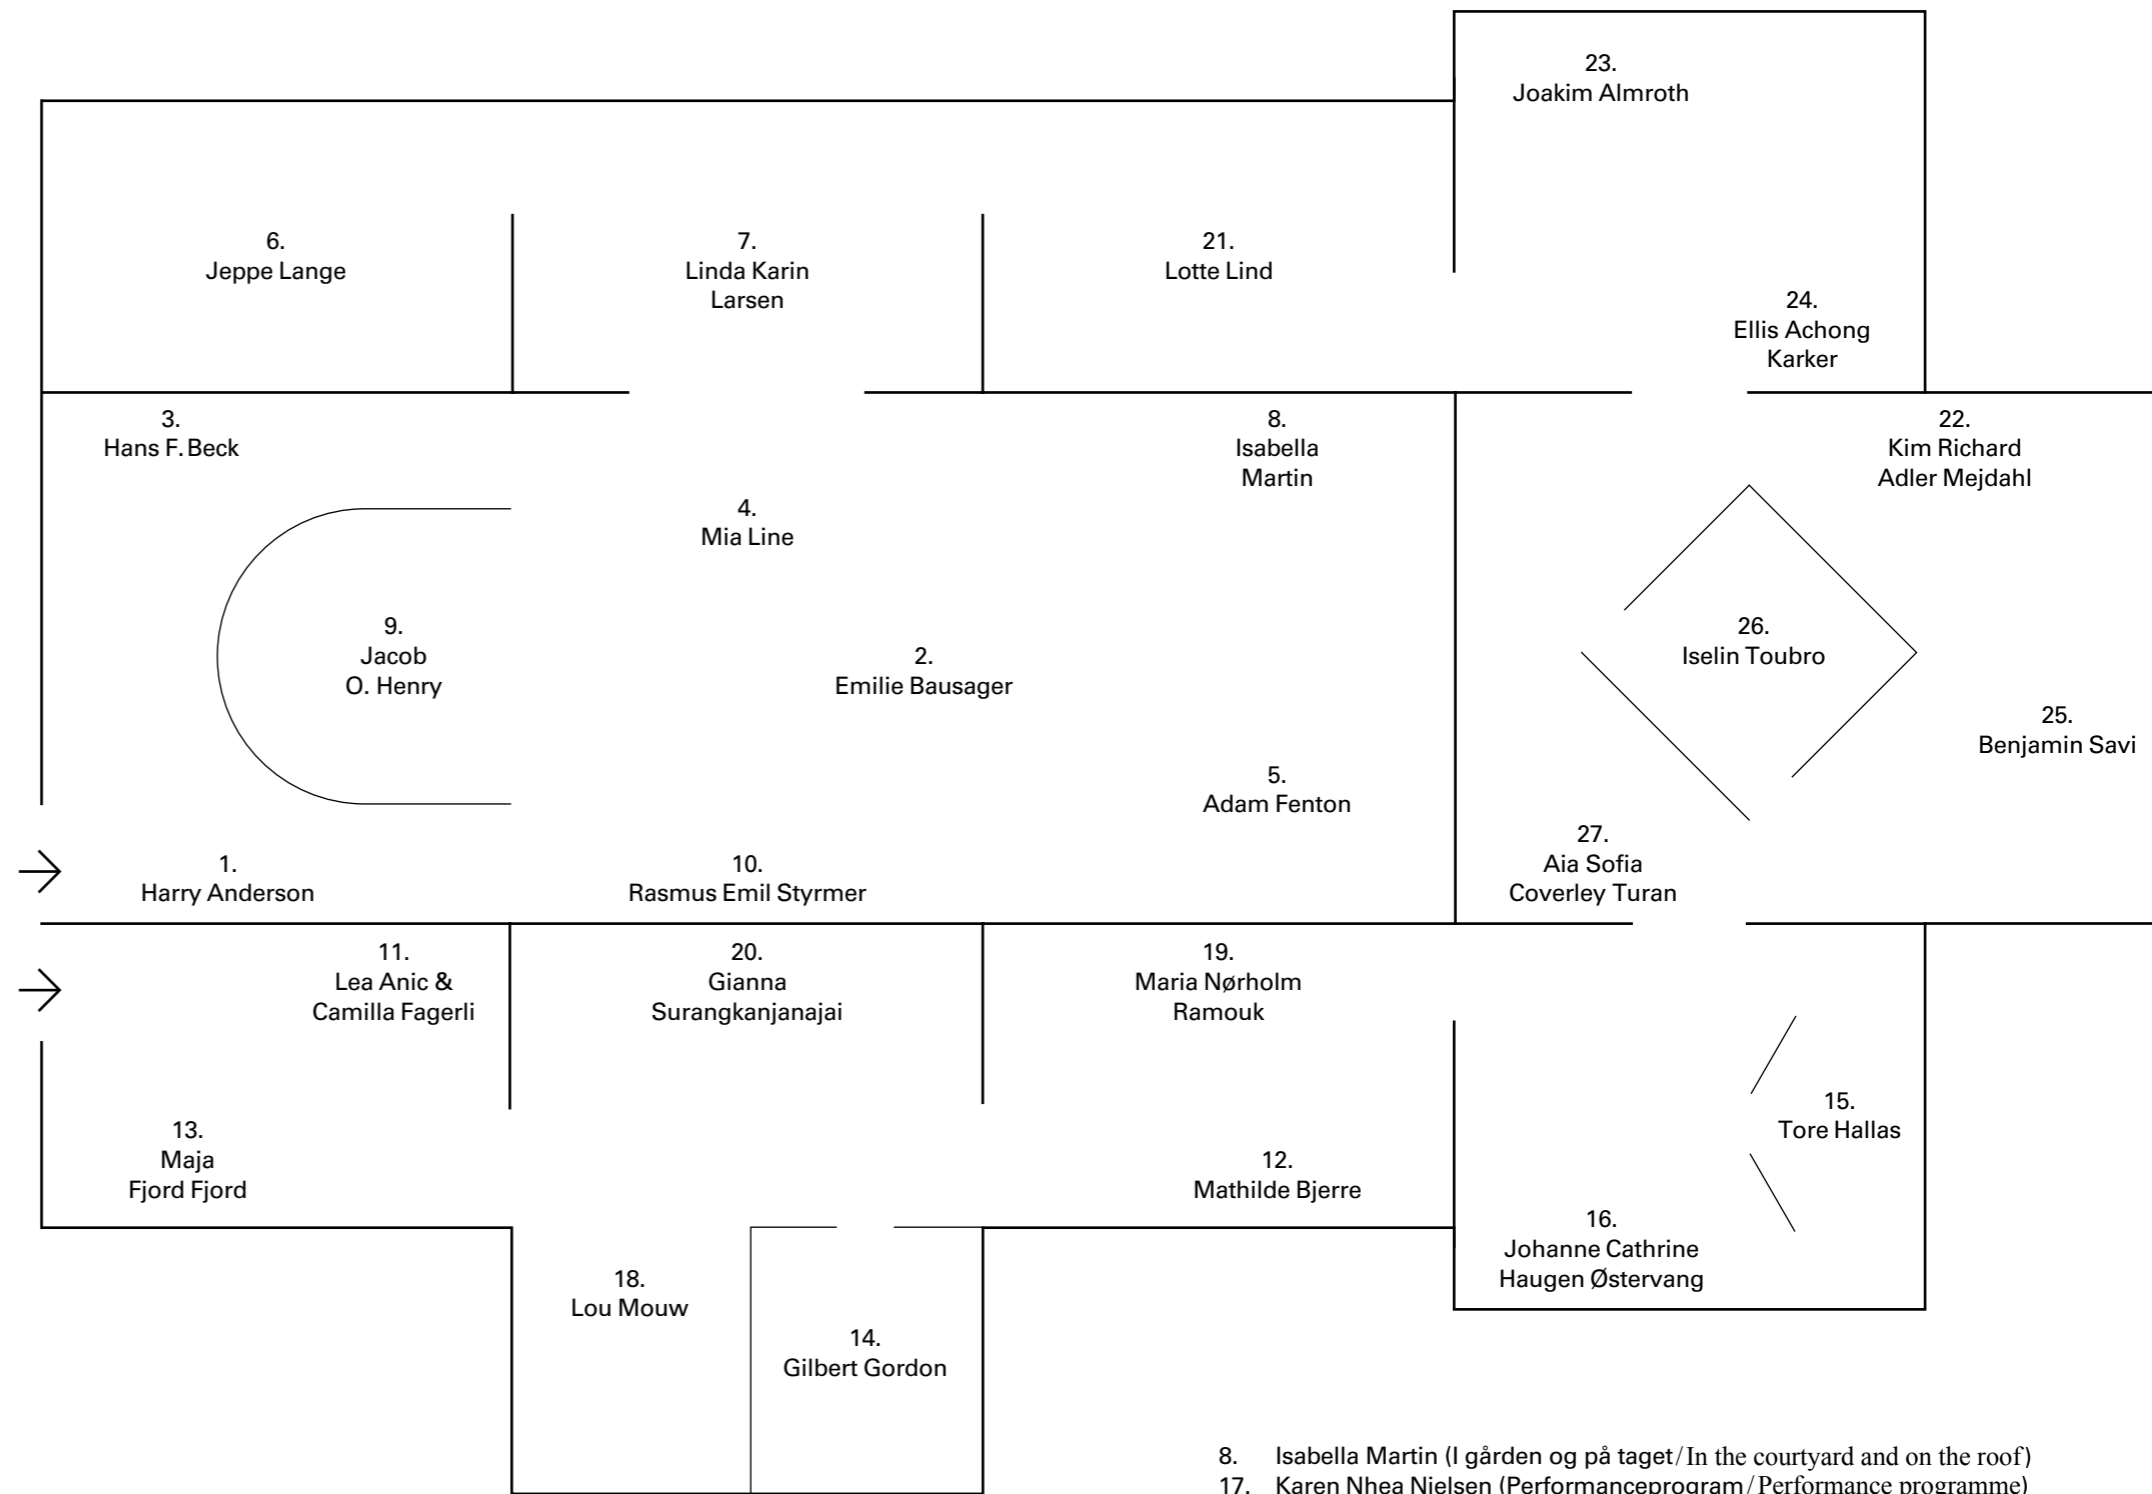 23.
Joakim Almroth
6.
Jeppe Lange
7.
Linda Karin
Larsen
21.
Lotte Lind
24.
Ellis Achong
Karker
3.
Hans F. Beck
8.
Isabella
Martin
22.
Kim Richard
Adler Mejdahl
4.
Mia Line
9.
Jacob
O. Henry
2.
Emilie Bausager
26.
Iselin Toubro
25.
Benjamin Savi
5.
Adam Fenton
1.
Harry Anderson
10.
Rasmus Emil Styrmer
27.
Aia Sofia
Coverley Turan
11.
Lea Anic &
Camilla Fagerli
20.
Gianna
Surangkanjanajai
19.
Maria Nørholm
Ramouk
13.
Maja
Fjord Fjord
12.
Mathilde Bjerre
15.
Tore Hallas
16.
Johanne Cathrine
Haugen Østervang
18.
Lou Mouw
14.
Gilbert Gordon
8. Isabella Martin (I gården og på taget/In the courtyard and on the roof)
17. Karen Nhea Nielsen (Performanceprogram/Performance programme)